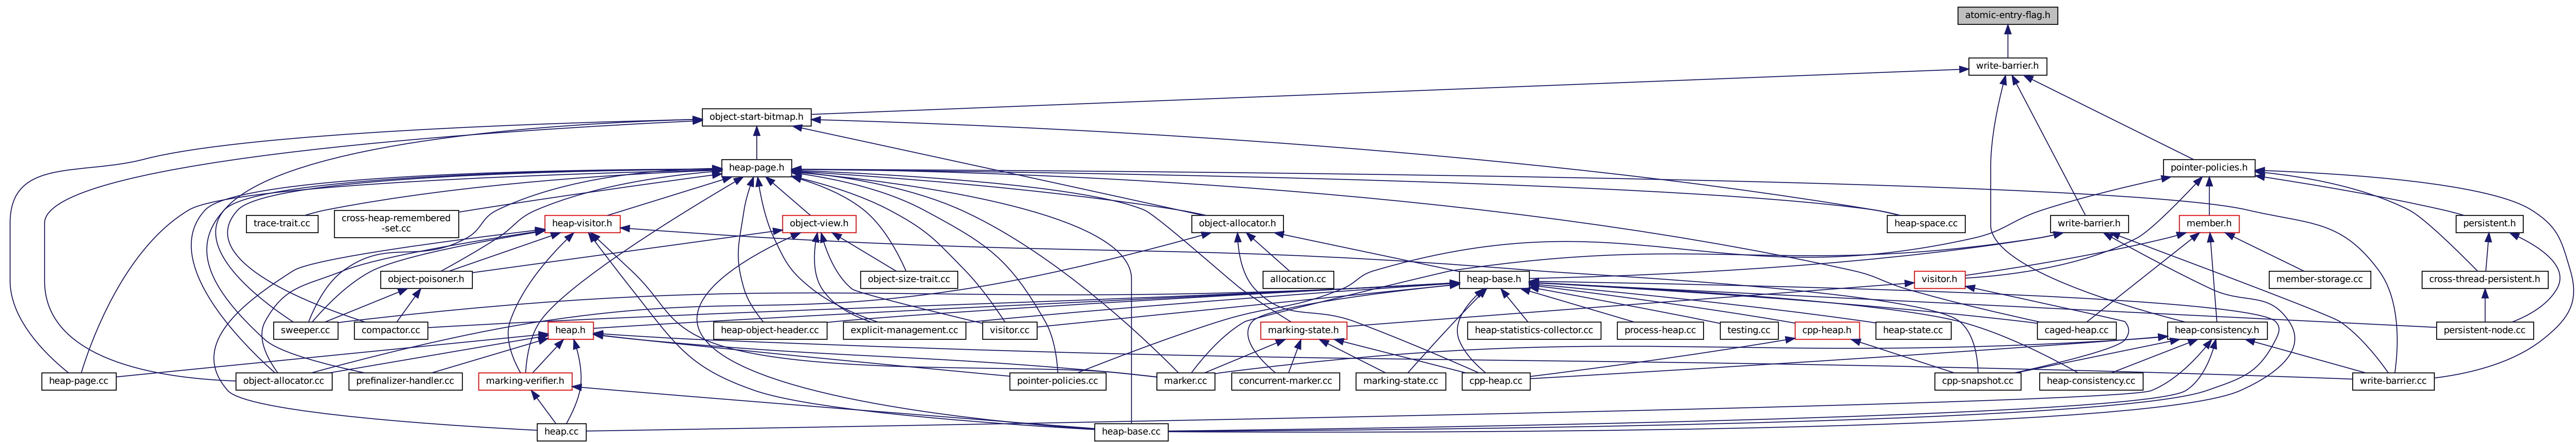 atomic-entry-flag.h
write-barrier.h
object-start-bitmap.h
heap-page.h
pointer-policies.h
trace-trait.cc
cross-heap-remembered
-set.cc
heap-visitor.h
object-view.h
object-allocator.h
heap-space.cc
write-barrier.h
member.h
persistent.h
object-poisoner.h
object-size-trait.cc
allocation.cc
heap-base.h
visitor.h
member-storage.cc
cross-thread-persistent.h
sweeper.cc
compactor.cc
heap.h
heap-object-header.cc
explicit-management.cc
visitor.cc
marking-state.h
heap-statistics-collector.cc
process-heap.cc
testing.cc
cpp-heap.h
heap-state.cc
caged-heap.cc
heap-consistency.h
persistent-node.cc
heap-page.cc
object-allocator.cc
prefinalizer-handler.cc
marking-verifier.h
pointer-policies.cc
marker.cc
concurrent-marker.cc
marking-state.cc
cpp-heap.cc
cpp-snapshot.cc
heap-consistency.cc
write-barrier.cc
heap.cc
heap-base.cc